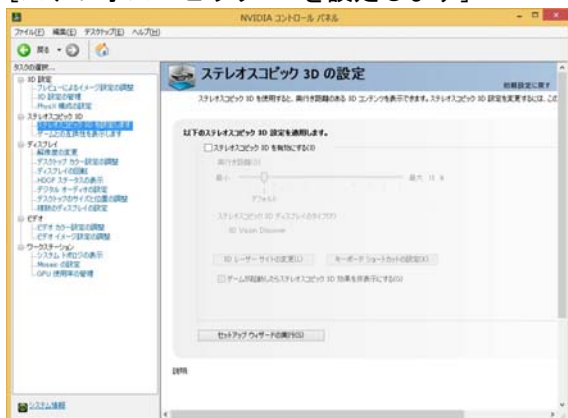 NVIDIA コントロール パネル
ファイル(F) 編集(E) デスクトップ(T) ヘルプ(H)
戻る
タスクの選択...
3D 設定
プレビューによるイメージ設定の調整
3D 設定の管理
PhysX 構成の設定
ステレオスコピック 3D
ステレオスコピック 3D を設定します
ゲームとの互換性を表示します
ディスプレイ
解像度の変更
デスクトップ カラー設定の調整
ディスプレイの回転
HDCP ステータスの表示
デジタル オーディオの設定
デスクトップのサイズと位置の調整
複数のディスプレイの設定
ビデオ
ビデオ カラー設定の調整
ビデオ イメージ設定の調整
ワークステーション
システム トポロジの表示
Mosaic の設定
GPU 使用率の管理
システム情報
ステレオスコピック 3D の設定
初期設定に戻す
ステレオスコピック 3D を使用すると、奥行き距離のある 3D コンテンツを表示できます。ステレオスコピック 3D 設定を変更するには、この
以下のステレオスコピック 3D 設定を適用します。
ステレオスコピック 3D を有効にする(3)
奥行き距離(D)
最小
最大 15 %
ステレオスコピック 3D ディスプレイのタイプ(Y)
3D Vision Discover
3D レーザー サイトの変更(L)
キーボード ショートカットの設定(K)
ゲームが起動したらステレオスコピック 3D 効果を非表示にする(G)
セットアップ ウィザードの実行(G)
説明